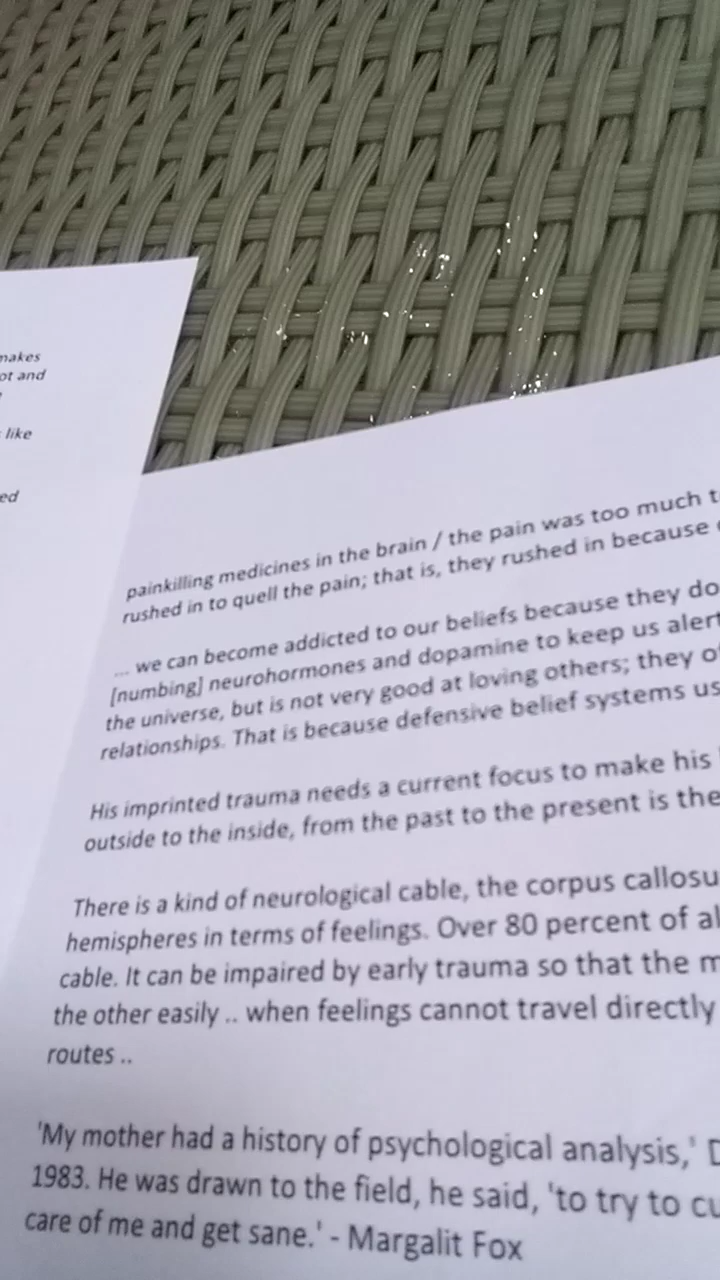 makes
ot and
like
ed
painkilling medicines in the brain / the pain was too much
rushed in to quell the pain; that is, they rushed in because
... we can become addicted to our beliefs because they do
[numbing] neurohormones and dopamine to keep us alert
the universe, but is not very good at loving others; they
relationships. That is because defensive belief systems us
His imprinted trauma needs a current focus to make his
outside to the inside, from the past to the present is the
There is a kind of neurological cable, the corpus callosu
hemispheres in terms of feelings. Over 80 percent of al
cable. It can be impaired by early trauma so that the m
the other easily .. when feelings cannot travel directly
routes ..
'My mother had a history of psychological analysis,' D
1983. He was drawn to the field, he said, 'to try to cu
care of me and get sane.' - Margalit Fox